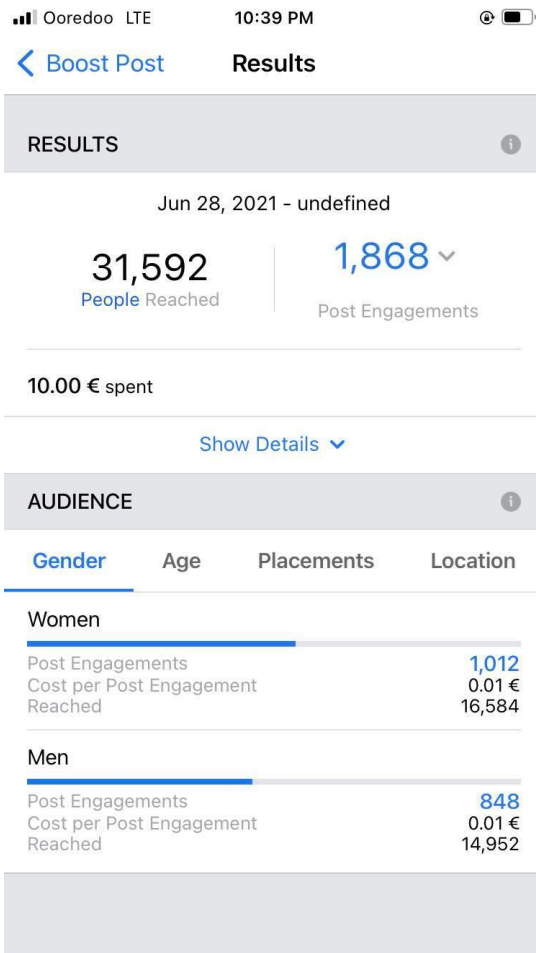 Ooredoo LTE 10:39 PM
Boost Post Results
RESULTS
Jun 28, 2021 - undefined
31,592 1,868
People Reached Post Engagements
10.00 € spent
Show Details
AUDIENCE
Gender Age Placements Location
Women
Post Engagements 1,012
Cost per Post Engagement 0.01 €
Reached 16,584
Men
Post Engagements 848
Cost per Post Engagement 0.01 €
Reached 14,952